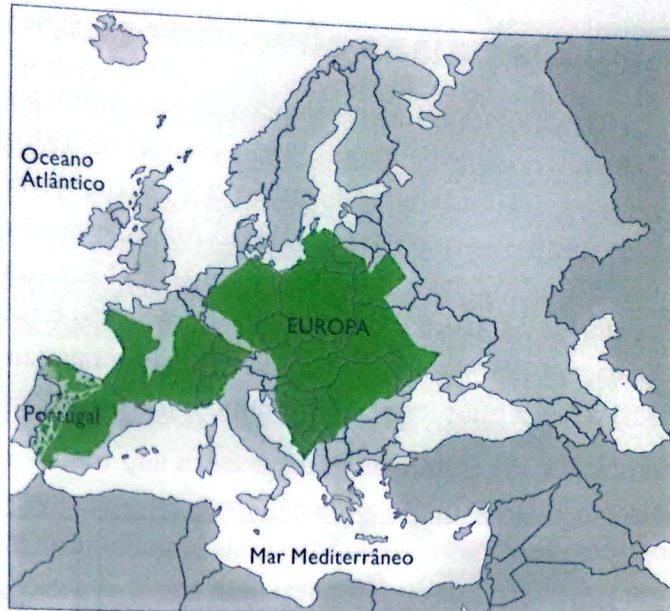 Oceano
Atlântico
EUROPA
Portugal
Mar Mediterrâneo